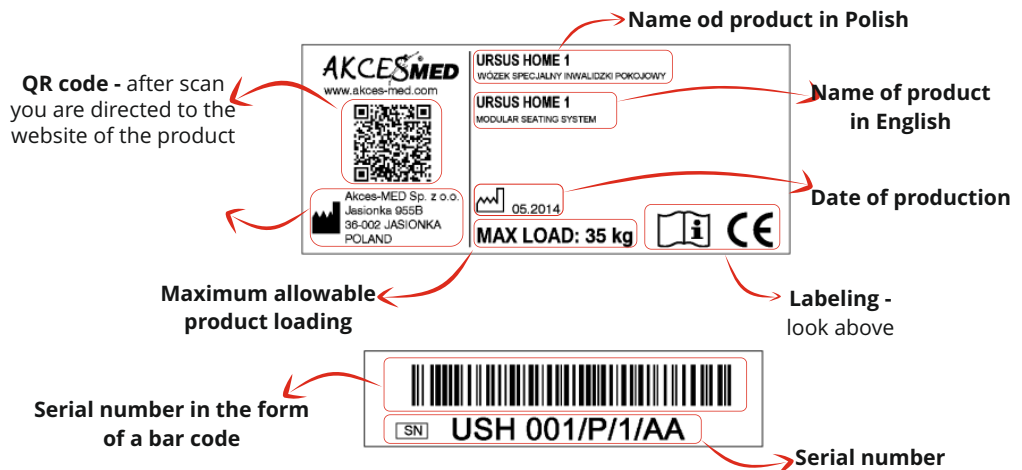 Name od product in Polish
AKCESMED
www.akces-med.com
URSUS HOME 1
WÓZEK SPECJALNY INWALIDZKI POKOJOWY
URSUS HOME 1
MODULAR SEATING SYSTEM
QR code - after scan
you are directed to the
website of the product
Name of product
in English
Akces-MED Sp. z o.o.
Jasionka 955B
36-002 JASIONKA
POLAND
05.2014
MAX LOAD: 35 kg
i
CE
Date of production
Maximum allowable
product loading
Labeling -
look above
Serial number in the form
of a bar code
SN USH 001/P/1/AA
Serial number